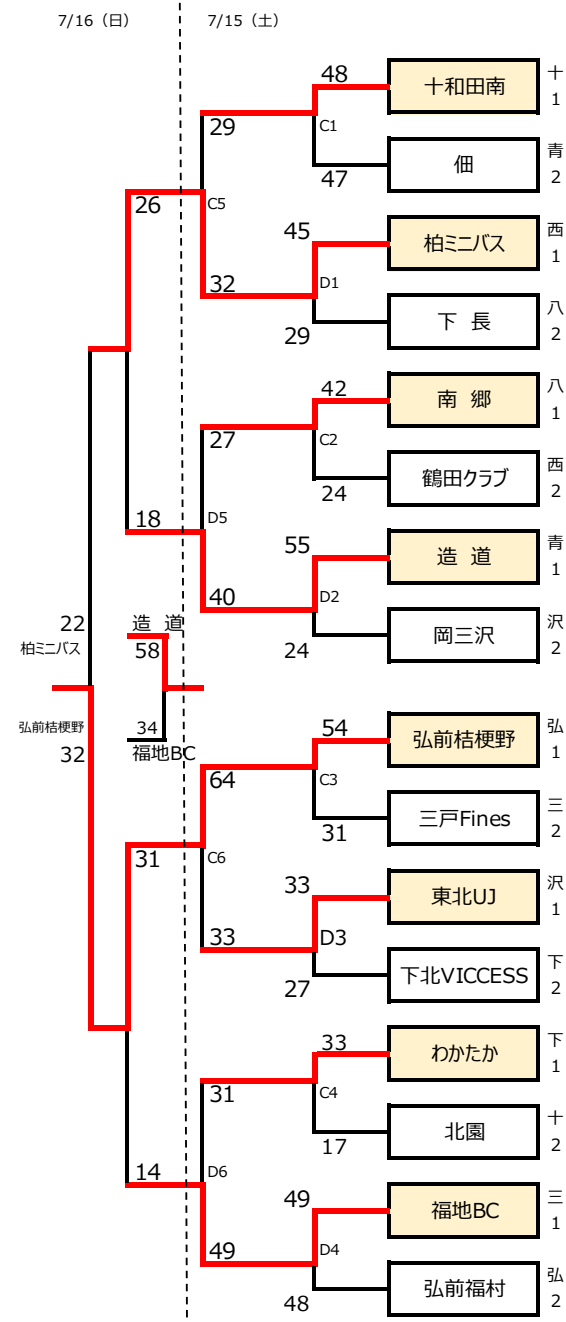 7/16（日）
7/15（土）
48
十和田南
十
1
29
C1
47
佃
青
2
26
C5
45
柏ミニバス
西
1
32
D1
29
下 長
八
2
42
南 郷
八
1
27
C2
24
鶴田クラブ
西
2
18
D5
55
造 道
青
1
40
D2
24
岡三沢
沢
2
22
柏ミニバス
造 道
58
弘前桔梗野
32
34
福地BC
54
弘前桔梗野
弘
1
64
C3
31
三戸Fines
三
2
31
C6
33
東北UJ
沢
1
33
D3
27
下北VICCESS
下
2
33
わかたか
下
1
31
C4
17
北園
十
2
14
D6
49
福地BC
三
1
49
D4
48
弘前福村
弘
2